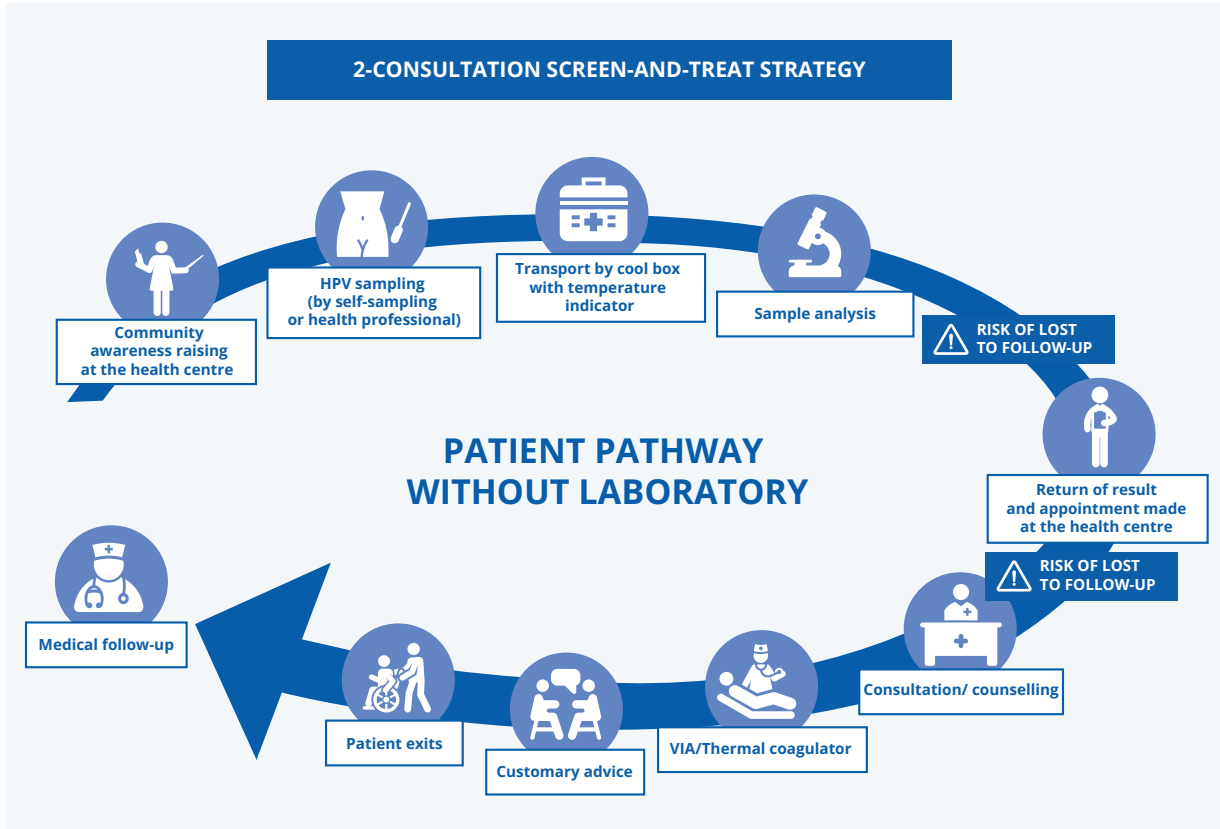 2-CONSULTATION SCREEN-AND-TREAT STRATEGY
Community
awareness raising
at the health centre
HPV sampling
(by self-sampling
or health professional)
Transport by cool box
with temperature
indicator
Sample analysis
RISK OF LOST
TO FOLLOW-UP
Return of result
and appointment made
at the health centre
RISK OF LOST
TO FOLLOW-UP
PATIENT PATHWAY
WITHOUT LABORATORY
Consultation/ counselling
VIA/Thermal coagulator
Customary advice
Patient exits
Medical follow-up